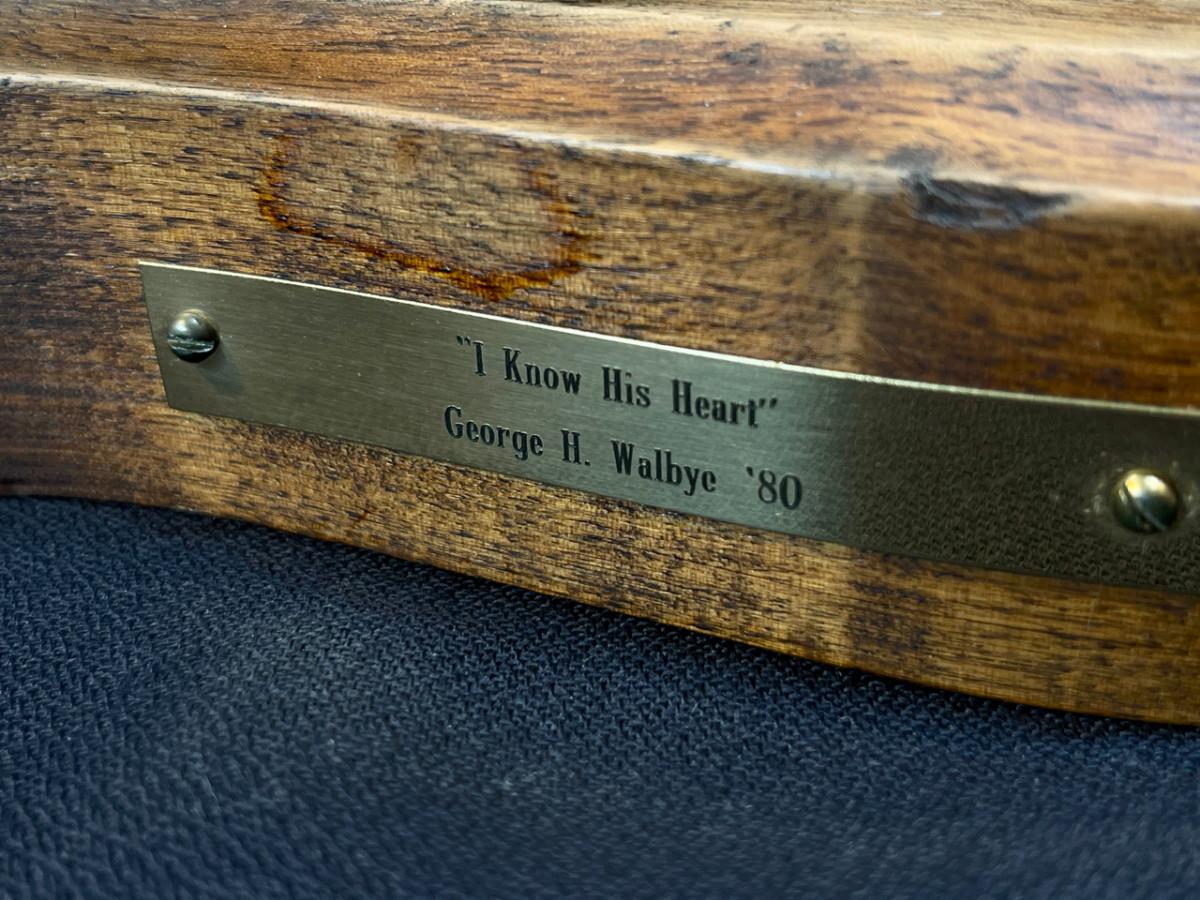 "I Know His Heart"
George H. Walbye '80